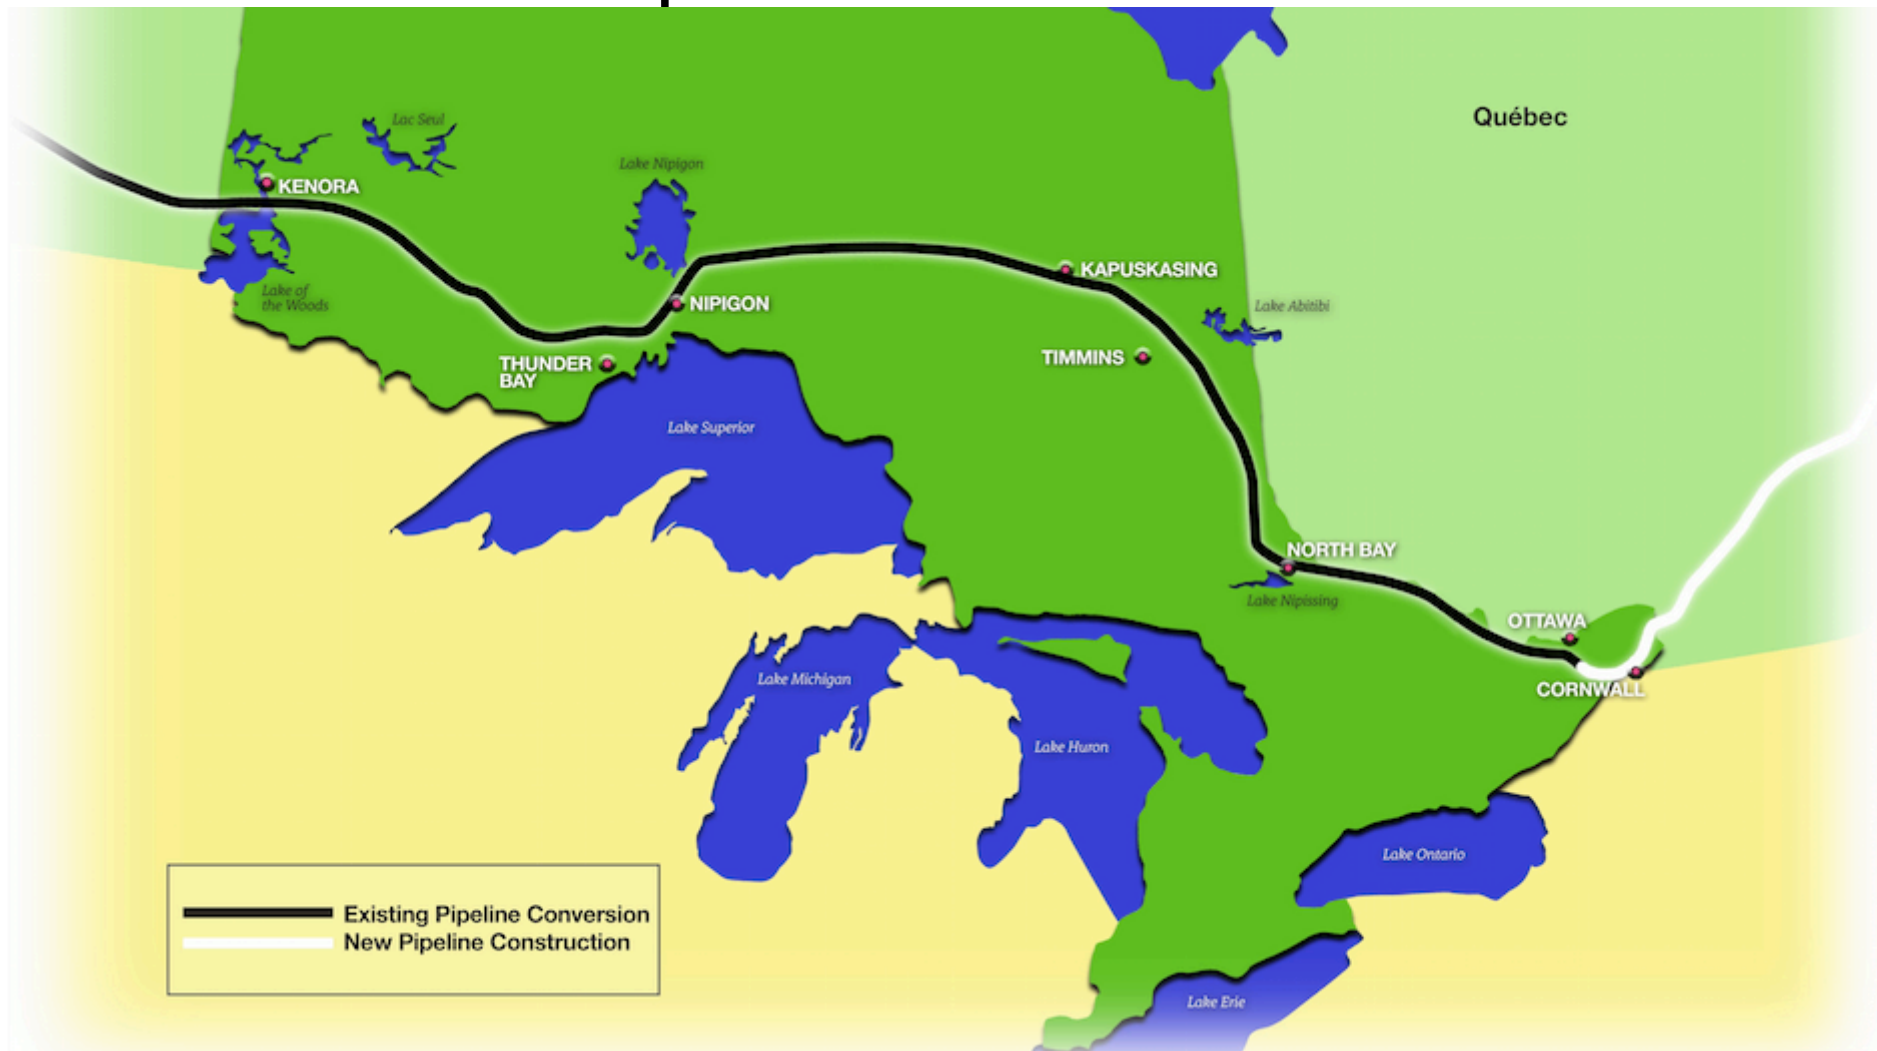 Québec
Lac Seul
Lake Nipigon
KENORA
KAPUSKASING
Lake of
the Woods
NIPIGON
Lake Abitibi
THUNDER
BAY
TIMMINS
Lake Superior
NORTH BAY
Lake Nipissing
OTTAWA
Lake Michigan
CORNWALL
Lake Huron
Lake Ontario
Existing Pipeline Conversion
New Pipeline Construction
Lake Erie